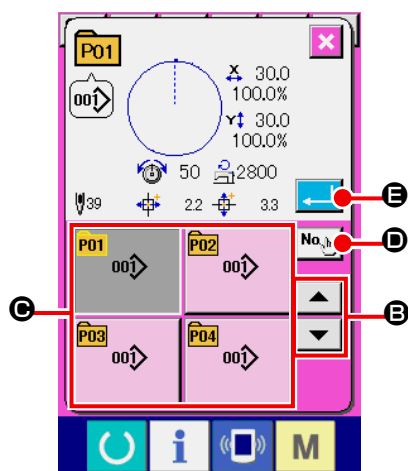 P01
X 30.0
001
100.0%
Y 30.0
100.0%
50 2800
39 2.2 3.3
E
No.
D
P01 P02
001 001
B
C
P03 P04
001 001
i M